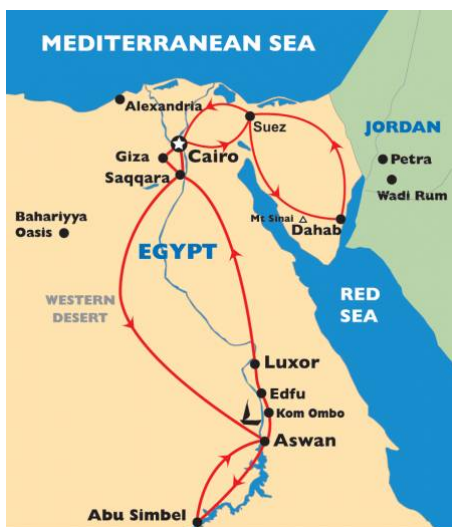 MEDITERRANEAN SEA
Alexandria
Suez
JORDAN
Giza
Cairo
Petra
Saqqara
Wadi Rum
Bahariyya
Oasis
Mt Sinai
Dahab
EGYPT
WESTERN
DESERT
RED
SEA
Luxor
Edfu
Kom Ombo
Aswan
Abu Simbel